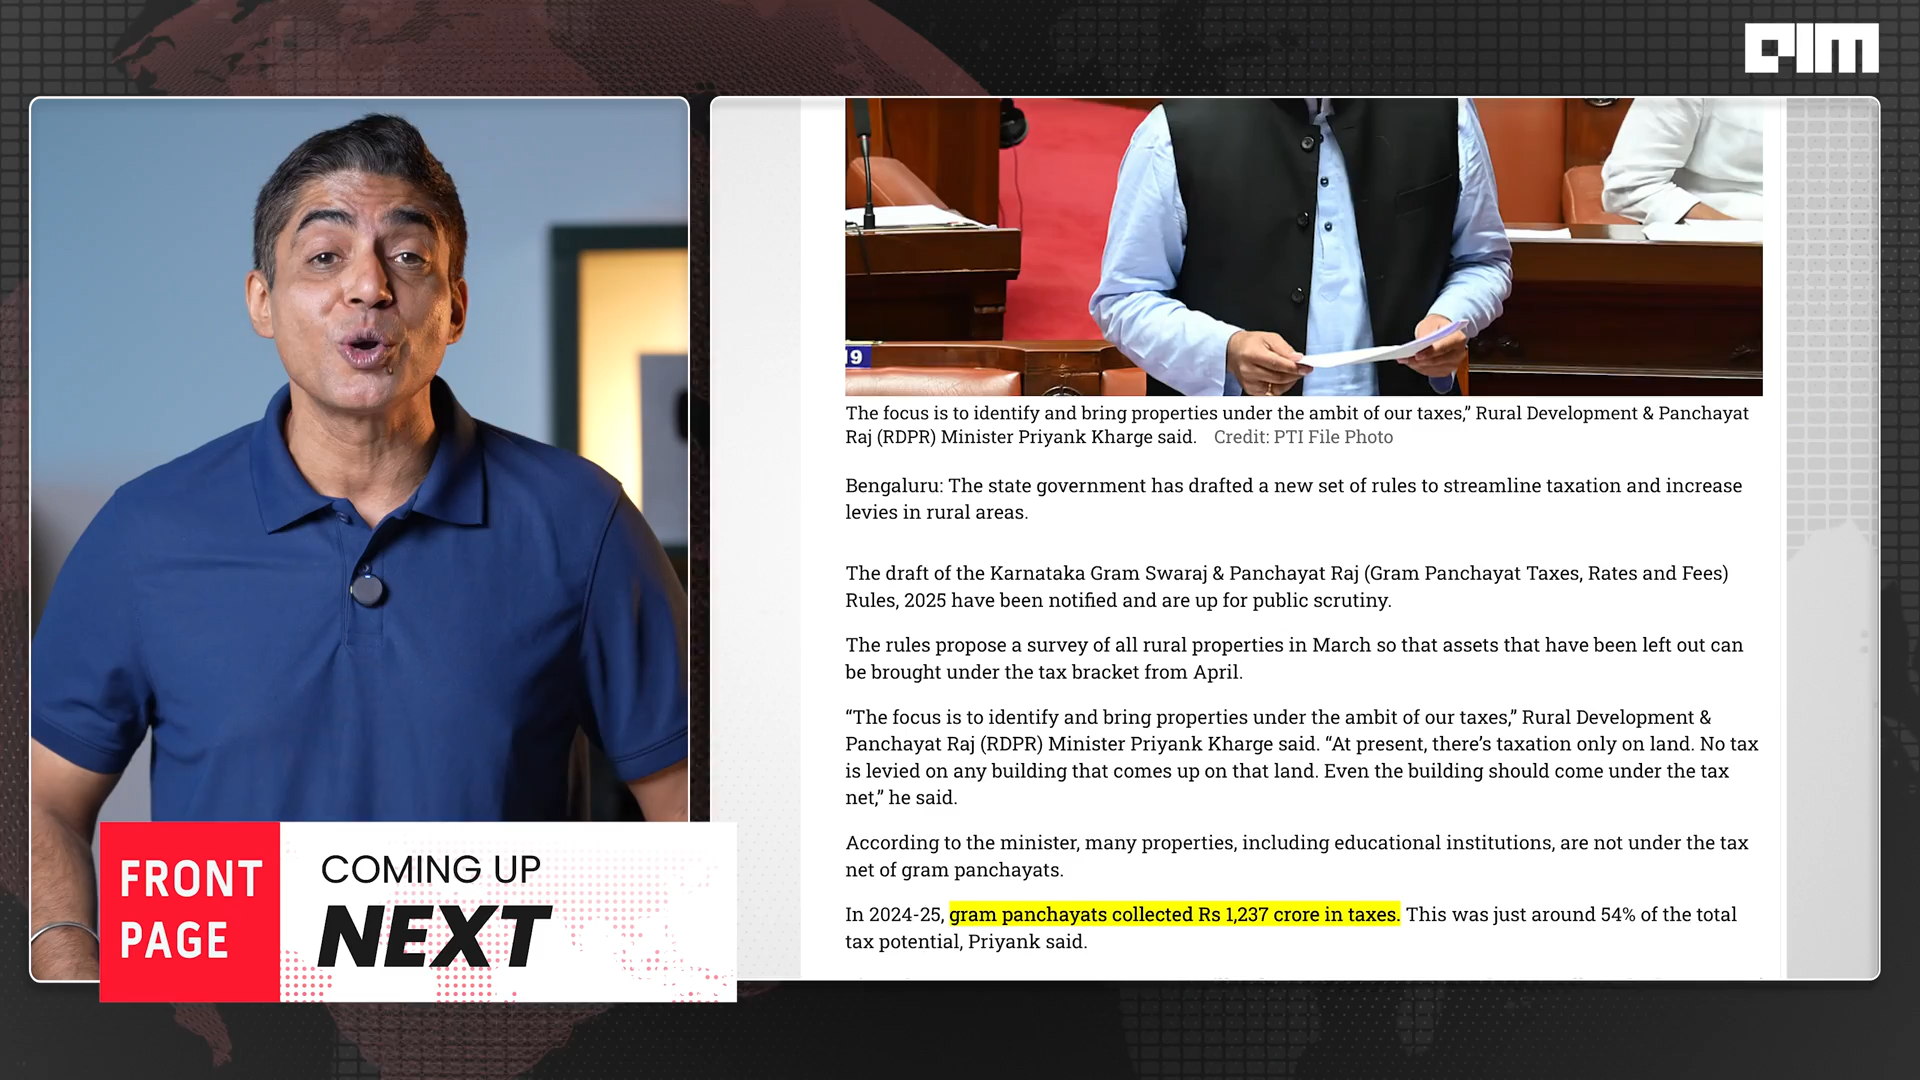 aim
19
The focus is to identify and bring properties under the ambit of our taxes,” Rural Development & Panchayat
Raj (RDPR) Minister Priyank Kharge said. Credit: PTI File Photo
Bengaluru: The state government has drafted a new set of rules to streamline taxation and increase
levies in rural areas.
The draft of the Karnataka Gram Swaraj & Panchayat Raj (Gram Panchayat Taxes, Rates and Fees)
Rules, 2025 have been notified and are up for public scrutiny.
The rules propose a survey of all rural properties in March so that assets that have been left out can
be brought under the tax bracket from April.
“The focus is to identify and bring properties under the ambit of our taxes,” Rural Development &
Panchayat Raj (RDPR) Minister Priyank Kharge said. “At present, there’s taxation only on land. No tax
is levied on any building that comes up on that land. Even the building should come under the tax
net,” he said.
According to the minister, many properties, including educational institutions, are not under the tax
net of gram panchayats.
In 2024-25, gram panchayats collected Rs 1,237 crore in taxes. This was just around 54% of the total
tax potential, Priyank said.
FRONT
PAGE
COMING UP
NEXT